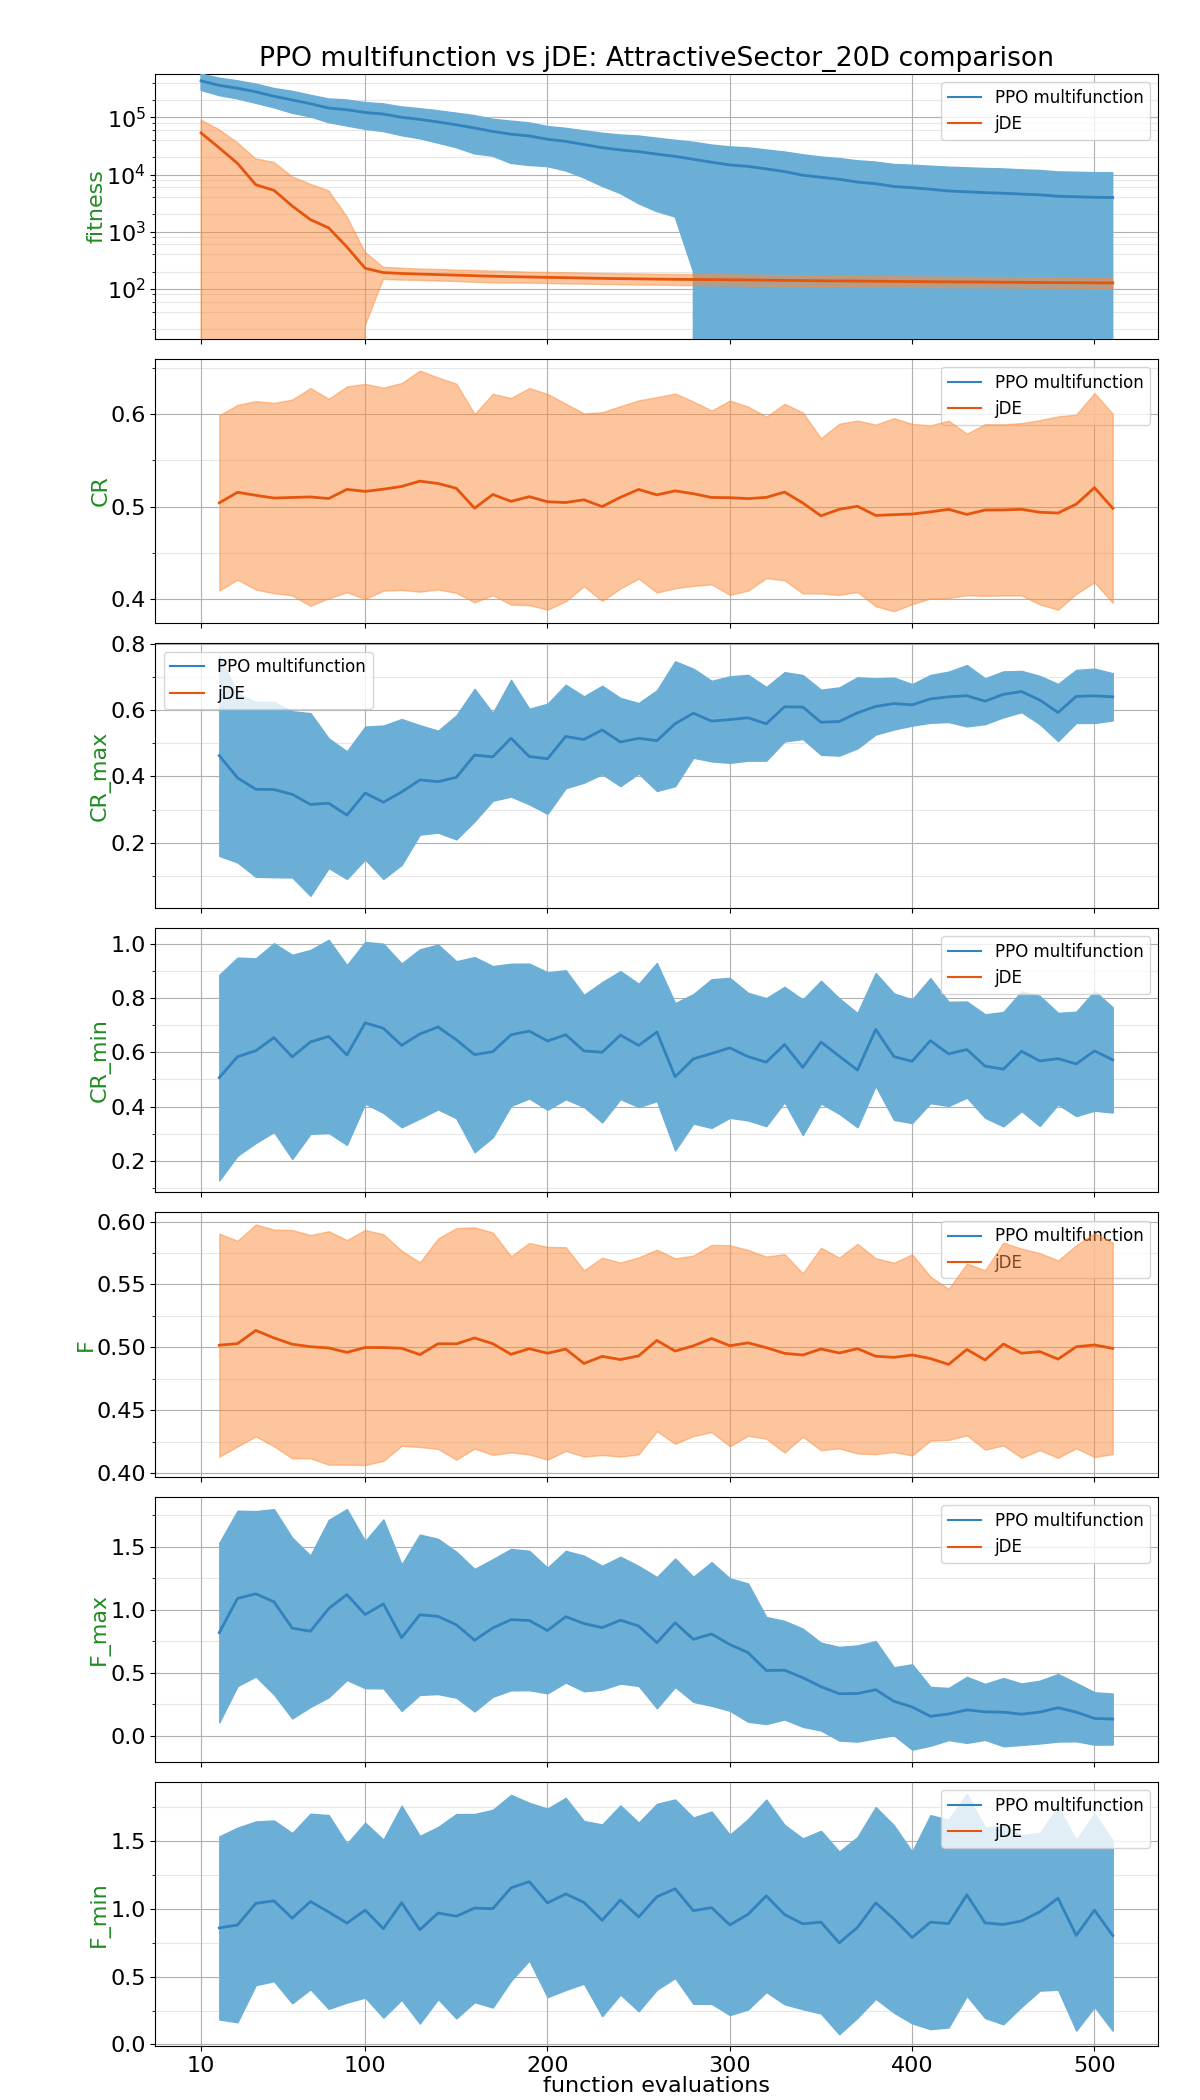 PPO multifunction vs jDE: AttractiveSector_20D comparison
PPO multifunction
jDE
10^5
10^4
10^3
10^2
fitness
PPO multifunction
jDE
0.6
0.5
0.4
CR
PPO multifunction
jDE
0.8
0.6
0.4
0.2
CR_max
PPO multifunction
jDE
1.0
0.8
0.6
0.4
0.2
CR_min
PPO multifunction
jDE
0.60
0.55
0.50
0.45
0.40
F
PPO multifunction
jDE
1.5
1.0
0.5
0.0
F_max
PPO multifunction
jDE
1.5
1.0
0.5
0.0
F_min
10 100 200 300 400 500
function evaluations